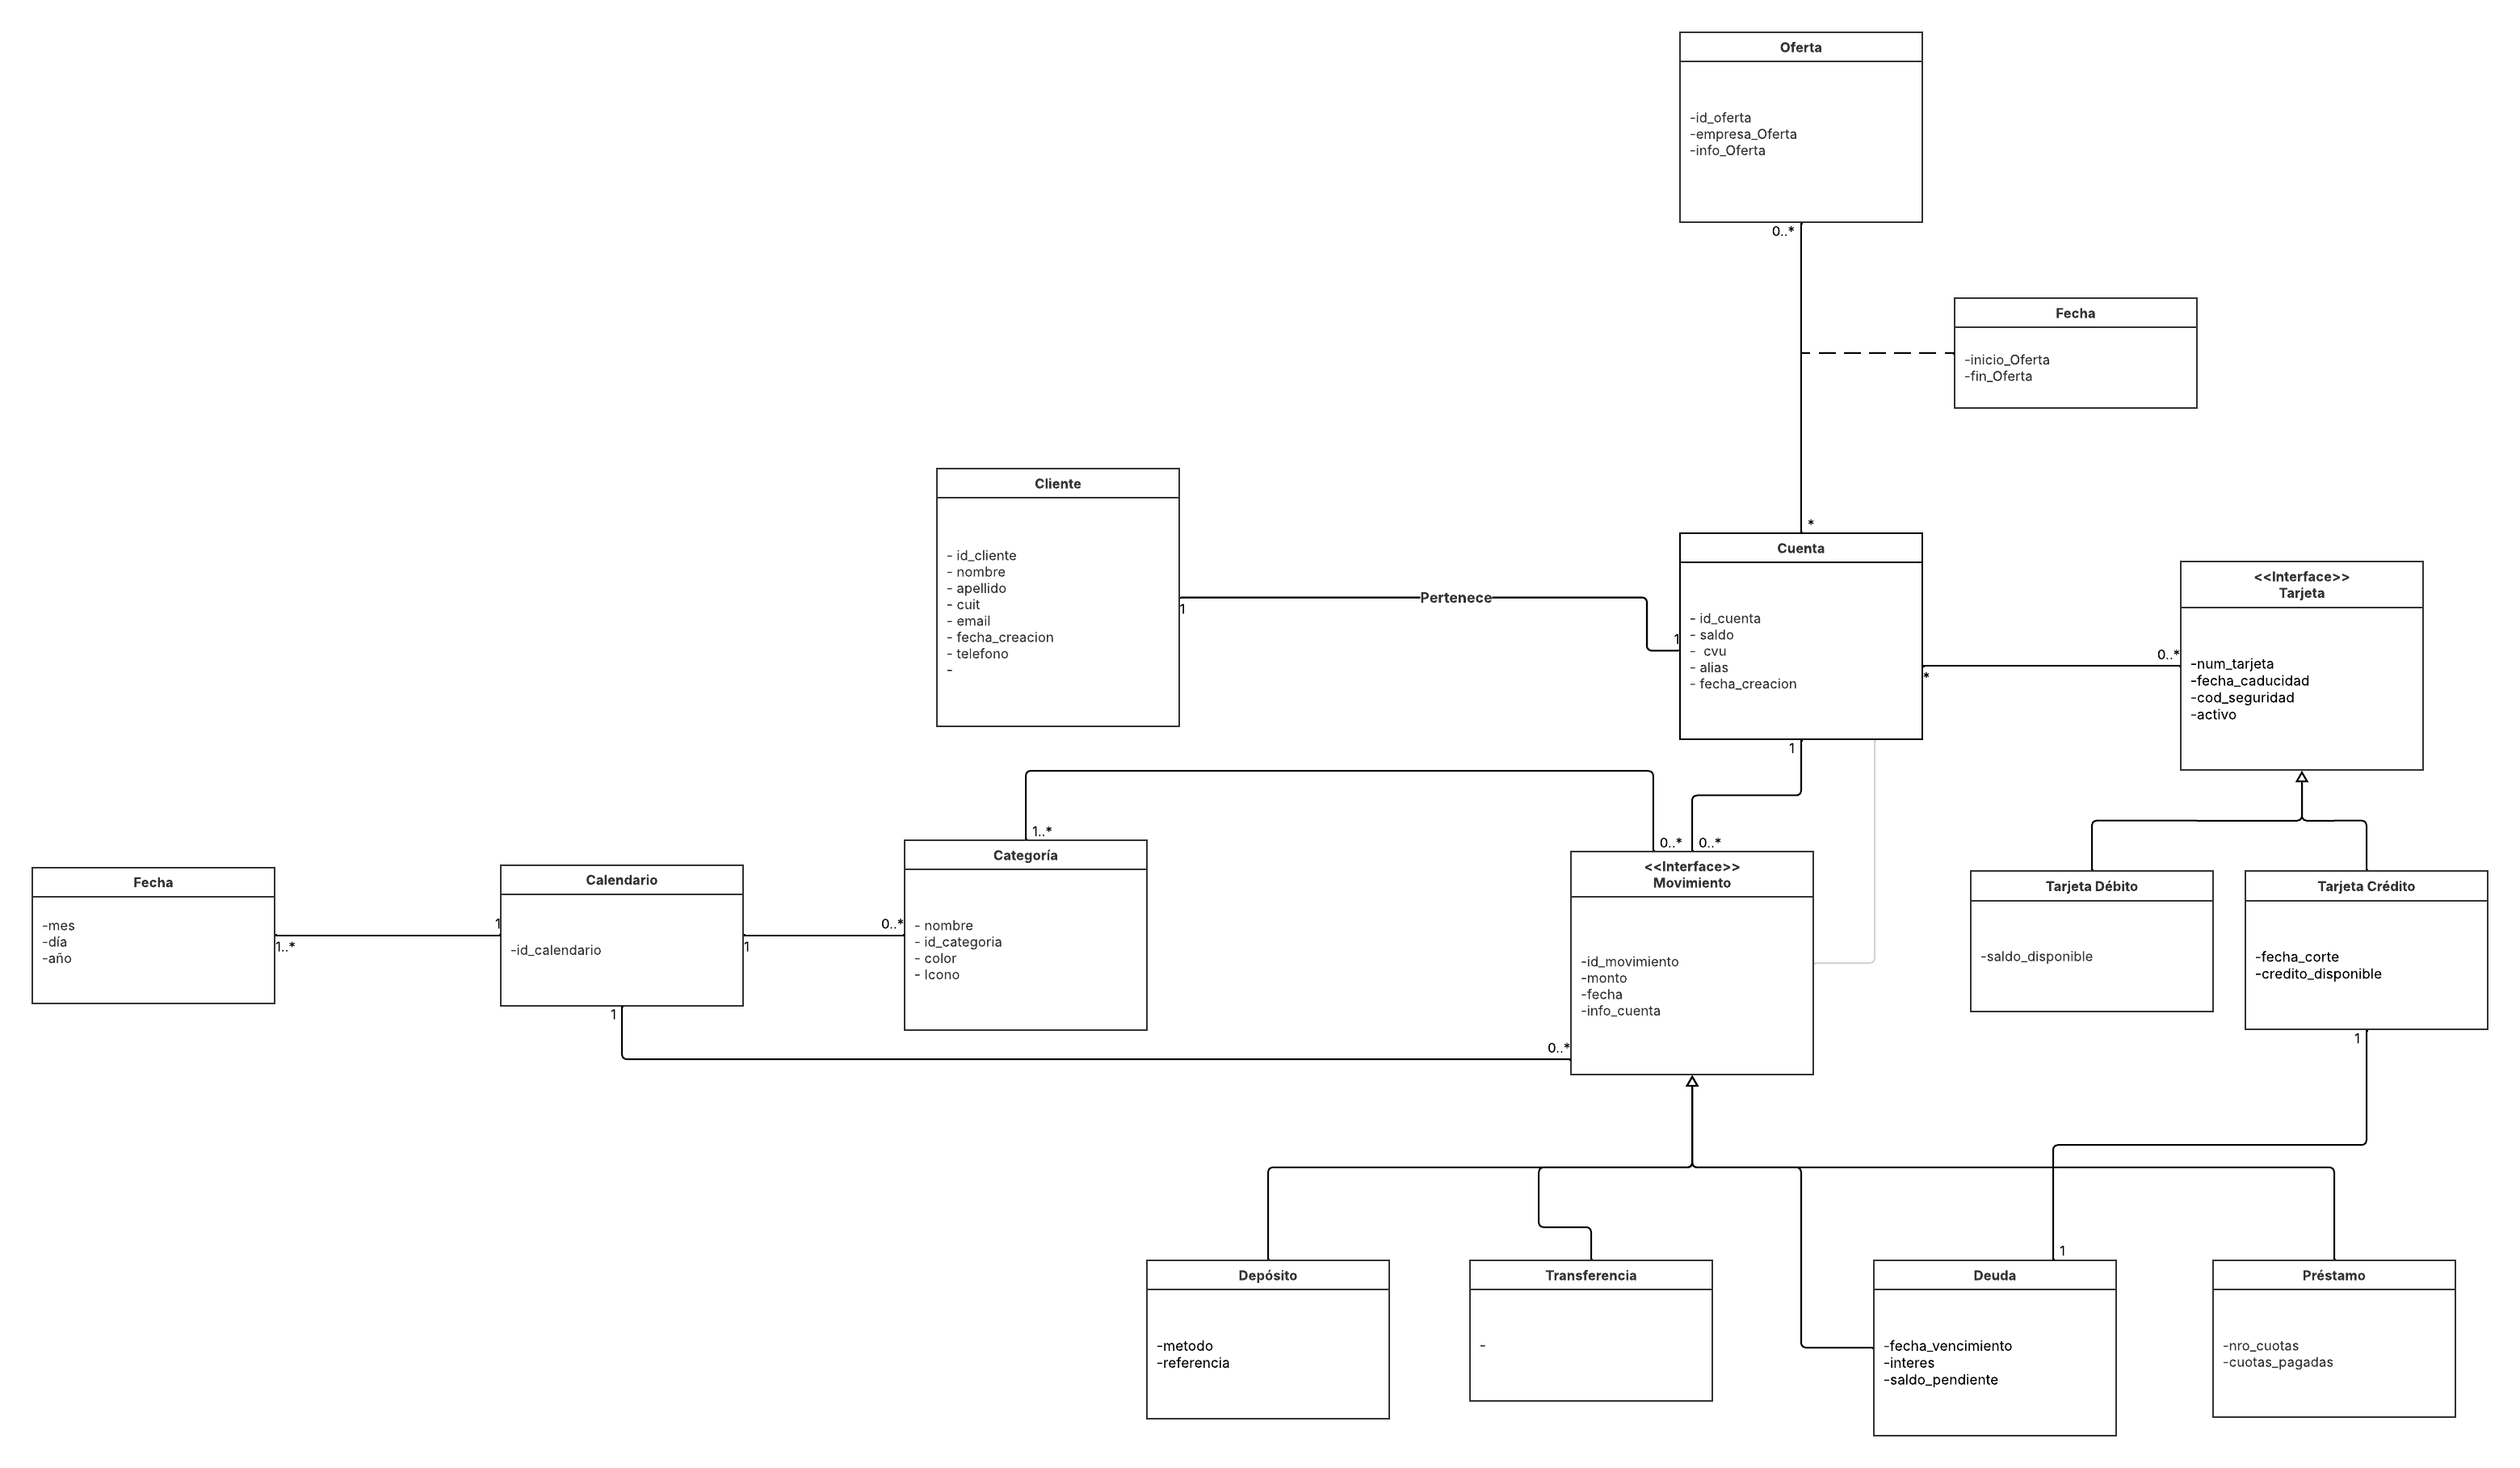 Oferta
-id_oferta
-empresa_Oferta
-info_Oferta
0..*
Fecha
-inicio_Oferta
-fin_Oferta
*
Cliente
- id_cliente
- nombre
- apellido
- cuit
- email
- fecha_creacion
- telefono
-
1
Pertenece
1
Cuenta
- id_cuenta
- saldo
-  cvu
- alias
- fecha_creacion
1
*
0..*
<<Interface>>
Tarjeta
-num_tarjeta
-fecha_caducidad
-cod_seguridad
-activo
1..*
0..*
0..*
Fecha
-mes
-día
-año
1..*
1
Calendario
-id_calendario
1
1
0..*
Categoría
- nombre
- id_categoria
- color
- Icono
<<Interface>>
Movimiento
-id_movimiento
-monto
-fecha
-info_cuenta
0..*
Tarjeta Débito
-saldo_disponible
Tarjeta Crédito
-fecha_corte
-credito_disponible
1
1
Depósito
-metodo
-referencia
Transferencia
-
Deuda
-fecha_vencimiento
-interes
-saldo_pendiente
Préstamo
-nro_cuotas
-cuotas_pagadas